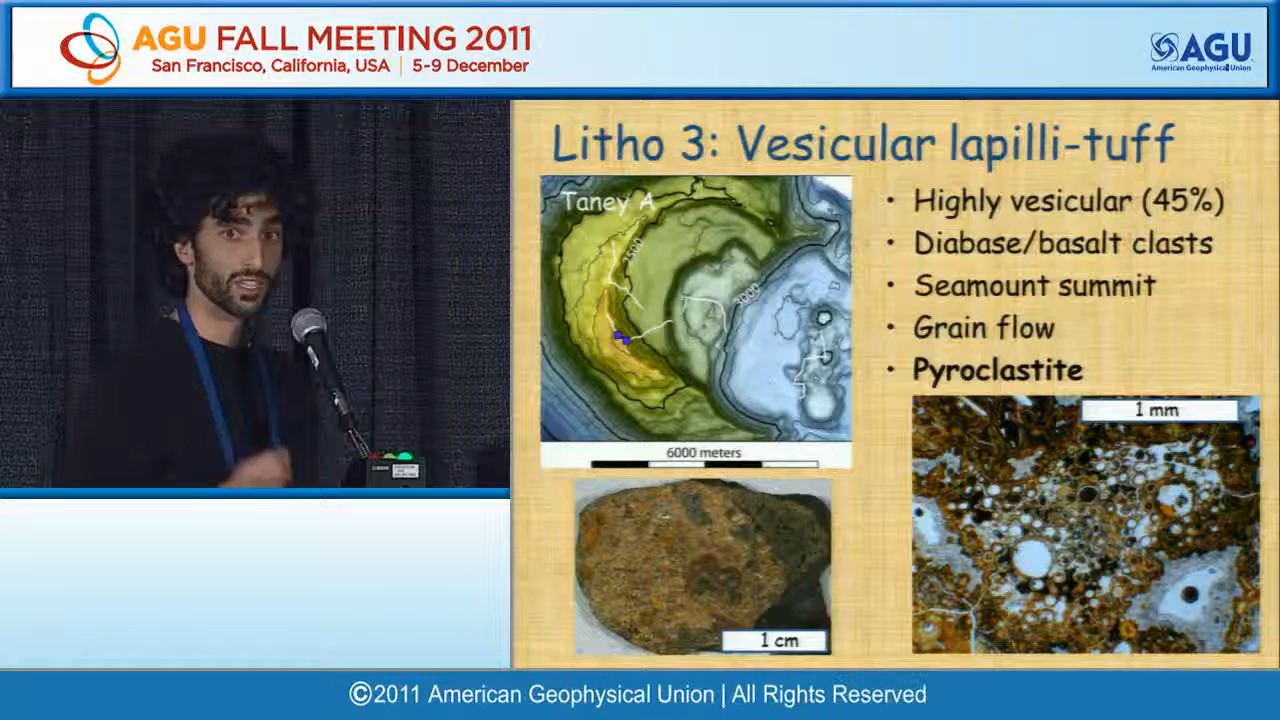 AGU FALL MEETING 2011
San Francisco, California, USA | 5-9 December
AGU
American Geophysical Union
Litho 3: Vesicular lapilli-tuff
Taney A
2500
3000
6000 meters
1 cm
• Highly vesicular (45%)
• Diabase/basalt clasts
• Seamount summit
• Grain flow
• Pyroclastite
1 mm
©2011 American Geophysical Union | All Rights Reserved